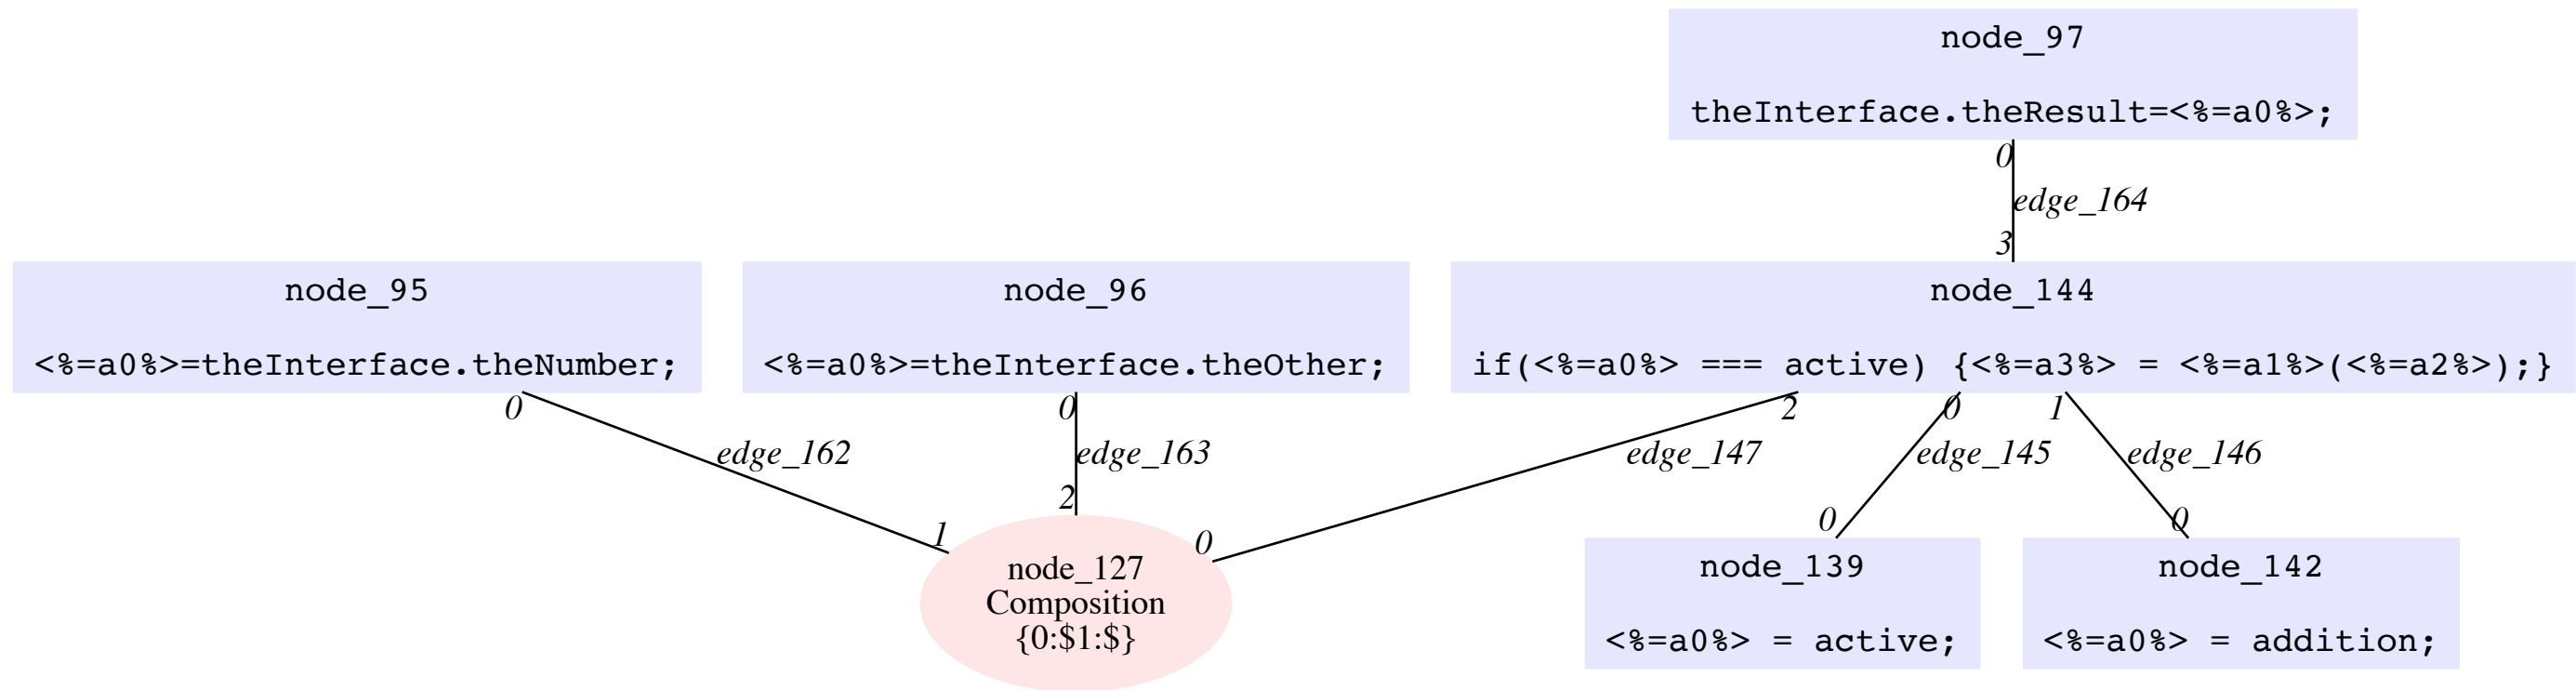 node_97
theInterface.theResult=<%=a0%>;
0
edge_164
3
node_95
<%=a0%>=theInterface.theNumber;
node_96
<%=a0%>=theInterface.theOther;
node_144
if(<%=a0%> === active) {<%=a3%> = <%=a1%>(<%=a2%>);}
0
0
2
0
1
edge_162
edge_163
edge_147
edge_145
edge_146
1
2
0
0
0
node_127
Composition
{0:$1:$}
node_139
<%=a0%> = active;
node_142
<%=a0%> = addition;